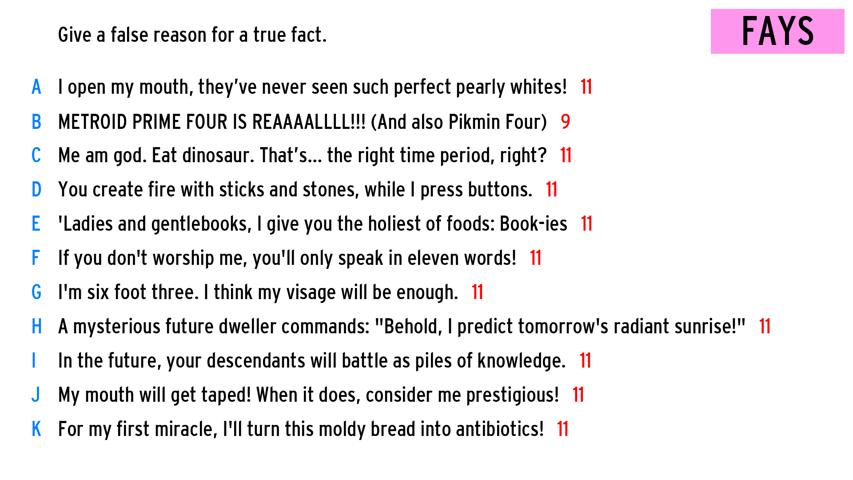 Give a false reason for a true fact.
FAYS
A I open my mouth, they've never seen such perfect pearly whites! 11
B METROID PRIME FOUR IS REAAAALLLL!!! (And also Pikmin Four) 9
C Me am god. Eat dinosaur. That's... the right time period, right? 11
D You create fire with sticks and stones, while I press buttons. 11
E 'Ladies and gentlebooks, I give you the holiest of foods: Book-ies 11
F If you don't worship me, you'll only speak in eleven words! 11
G I'm six foot three. I think my visage will be enough. 11
H A mysterious future dweller commands: "Behold, I predict tomorrow's radiant sunrise!" 11
I In the future, your descendants will battle as piles of knowledge. 11
J My mouth will get taped! When it does, consider me prestigious! 11
K For my first miracle, I'll turn this moldy bread into antibiotics! 11